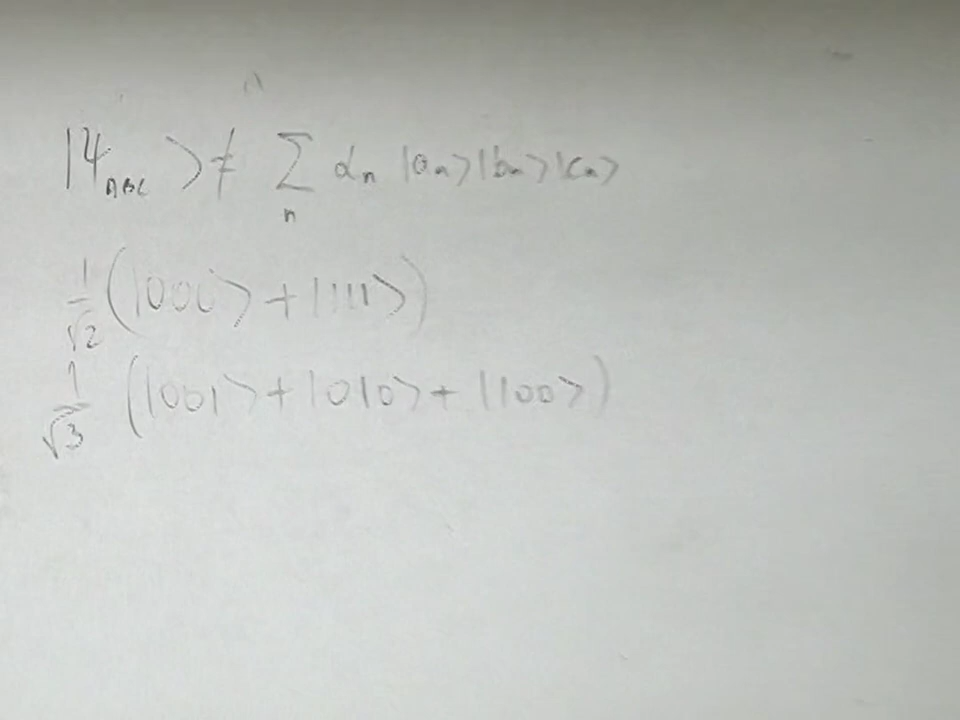 |Ψ_ABC⟩ ≠ Σ_n α_n |a_n⟩|b_n⟩|c_n⟩
1/√2 (|000⟩ + |111⟩)
1/√3 (|001⟩ + |010⟩ + |100⟩)